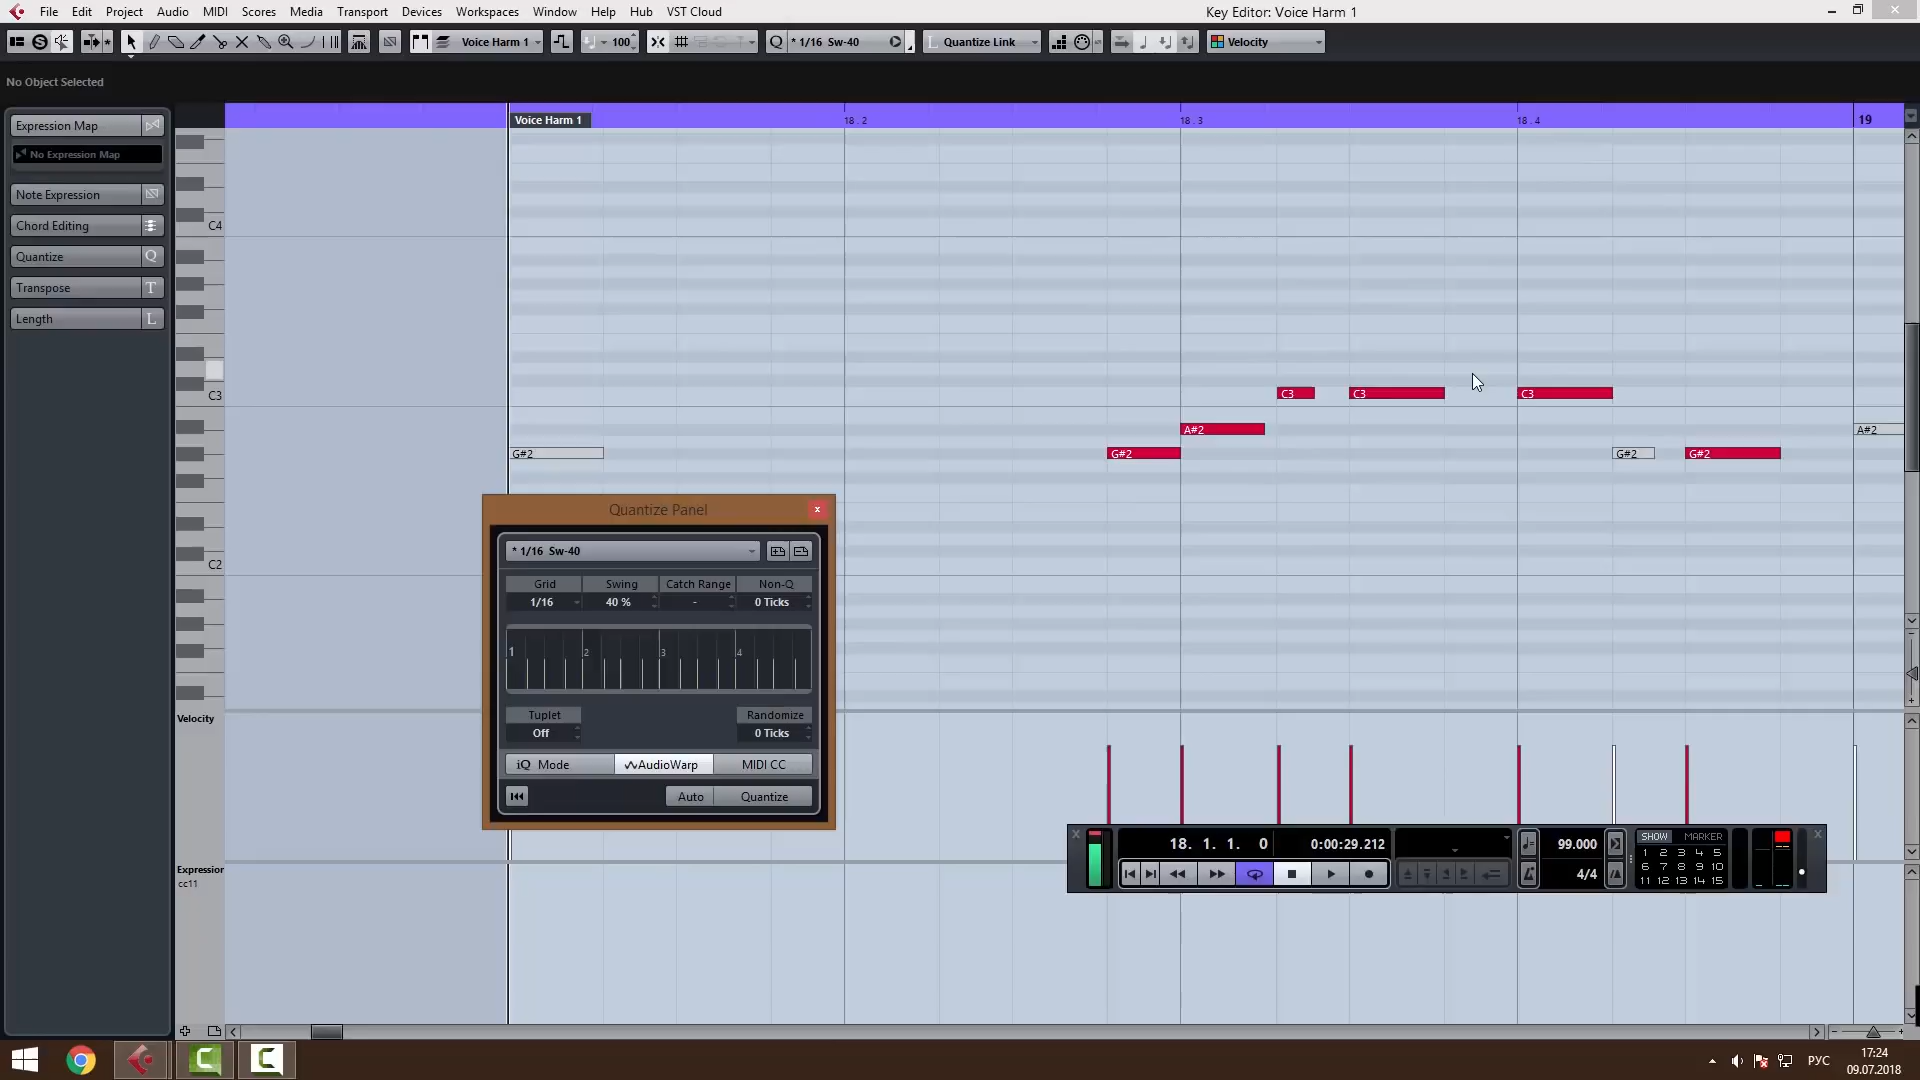 File Edit Project Audio MIDI Scores Media Transport Devices Workspaces Window Help Hub VST Cloud
Key Editor: Voice Harm 1
Voice Harm 1
100
Q * 1/16 Sw-40
L Quantize Link
Velocity
No Object Selected
Expression Map
No Expression Map
Note Expression
Chord Editing
Quantize Q
Transpose T
Length L
Voice Harm 1
18.2
18.3
18.4
19
C4
C3
C2
C3
C3
C3
A#2
A#2
G#2
G#2
G#2
G#2
Quantize Panel
* 1/16 Sw-40
Grid Swing Catch Range Non-Q
1/16 40 % - 0 Ticks
1 2 3 4
Tuplet Randomize
Off 0 Ticks
iQ Mode AudioWarp MIDI CC
Auto Quantize
Velocity
Expression
cc11
18. 1. 1. 0
0:00:29.212
99.000
4/4
SHOW MARKER
1 2 3 4 5
6 7 8 9 10
11 12 13 14 15
РУС
17:24
09.07.2018